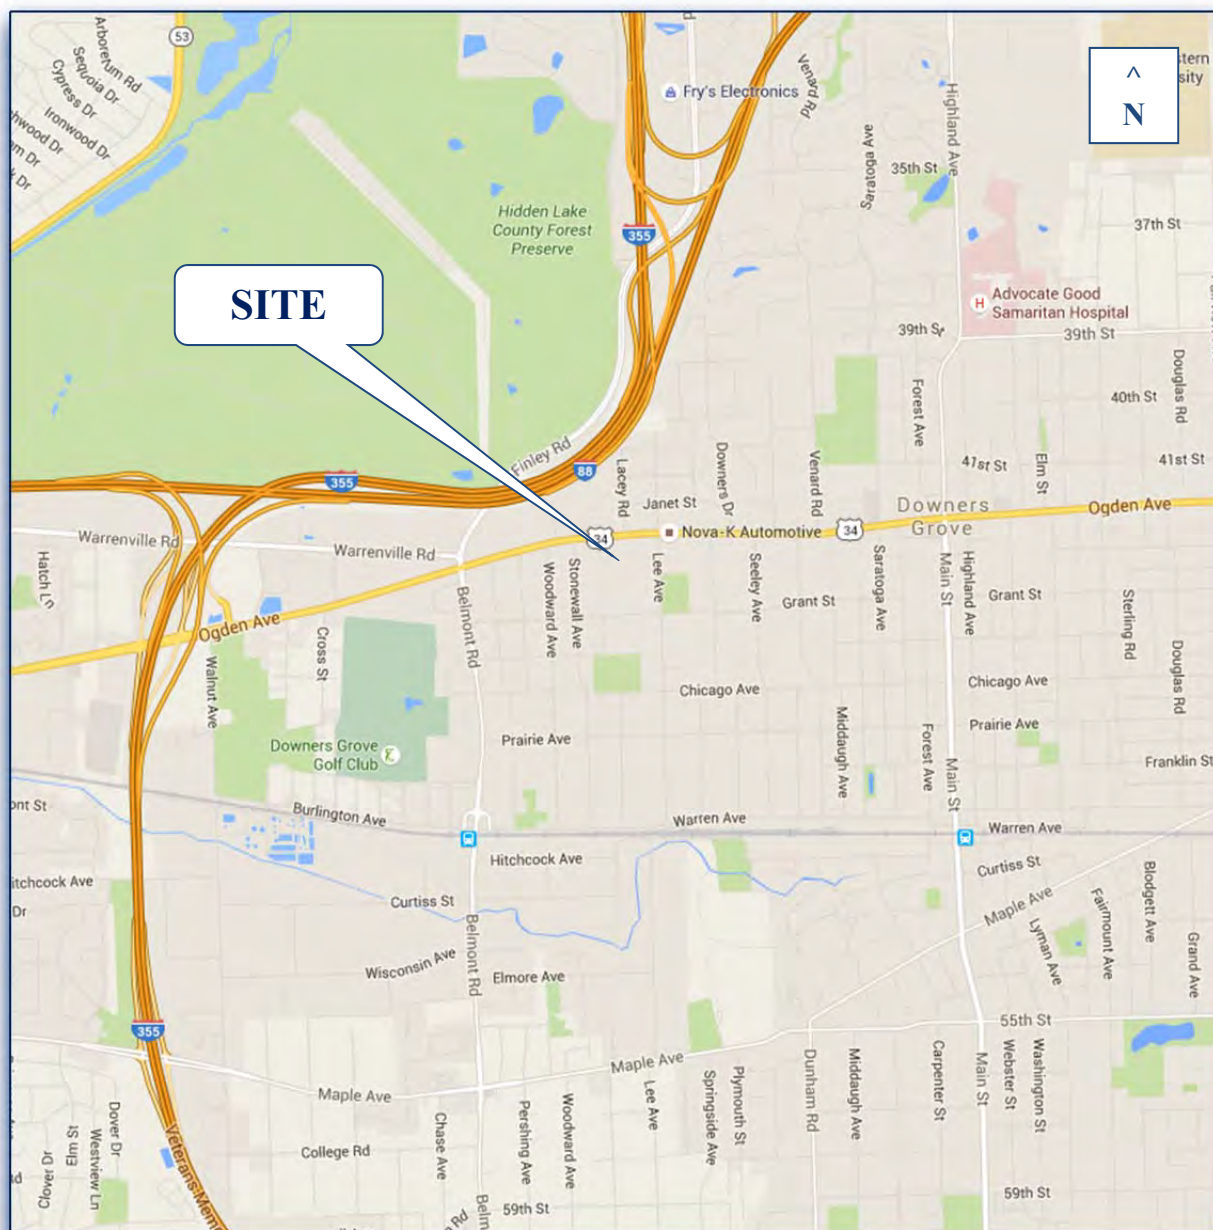 53
Arboretum Rd
Sequoia Dr
Cypress Dr
Ironwood Dr
Fry's Electronics
Venard Rd
Highland Ave
^
N
Saratoga Ave
35th St
37th St
Hidden Lake
County Forest
Preserve
355
SITE
Advocate Good
Samaritan Hospital
39th St
39th St
Douglas Rd
40th St
Forest Ave
Finley Rd
88
355
Lacey Rd
Downers Dr
Venard Rd
41st St
Elm St
41st St
Janet St
Downers
Grove
Ogden Ave
34
Nova-K Automotive
34
Warrenville Rd
Warrenville Rd
Hatch Ln
Belmont Rd
Woodward Ave
Stonewall Ave
Lee Ave
Seeley Ave
Grant St
Saratoga Ave
Main St
Highland Ave
Grant St
Sterling Rd
Ogden Ave
Cross St
Walnut Ave
Chicago Ave
Chicago Ave
Douglas Rd
Prairie Ave
Middaugh Ave
Forest Ave
Prairie Ave
Downers Grove
Golf Club
Franklin St
Main St
Burlington Ave
Warren Ave
Warren Ave
Hitchcock Ave
Curtiss St
Blodgett Ave
Curtiss St
Maple Ave
Fairmount Ave
Lyman Ave
Grand Ave
Belmont Rd
Wisconsin Ave
Elmore Ave
355
55th St
Maple Ave
Maple Ave
Lee Ave
Springside Ave
Plymouth St
Dunham Rd
Middaugh Ave
Carpenter St
Main St
Webster St
Washington St
Dover Dr
Elm St
Westview Ln
Clover Dr
College Rd
Chase Ave
Pershing Ave
Woodward Ave
59th St
59th St